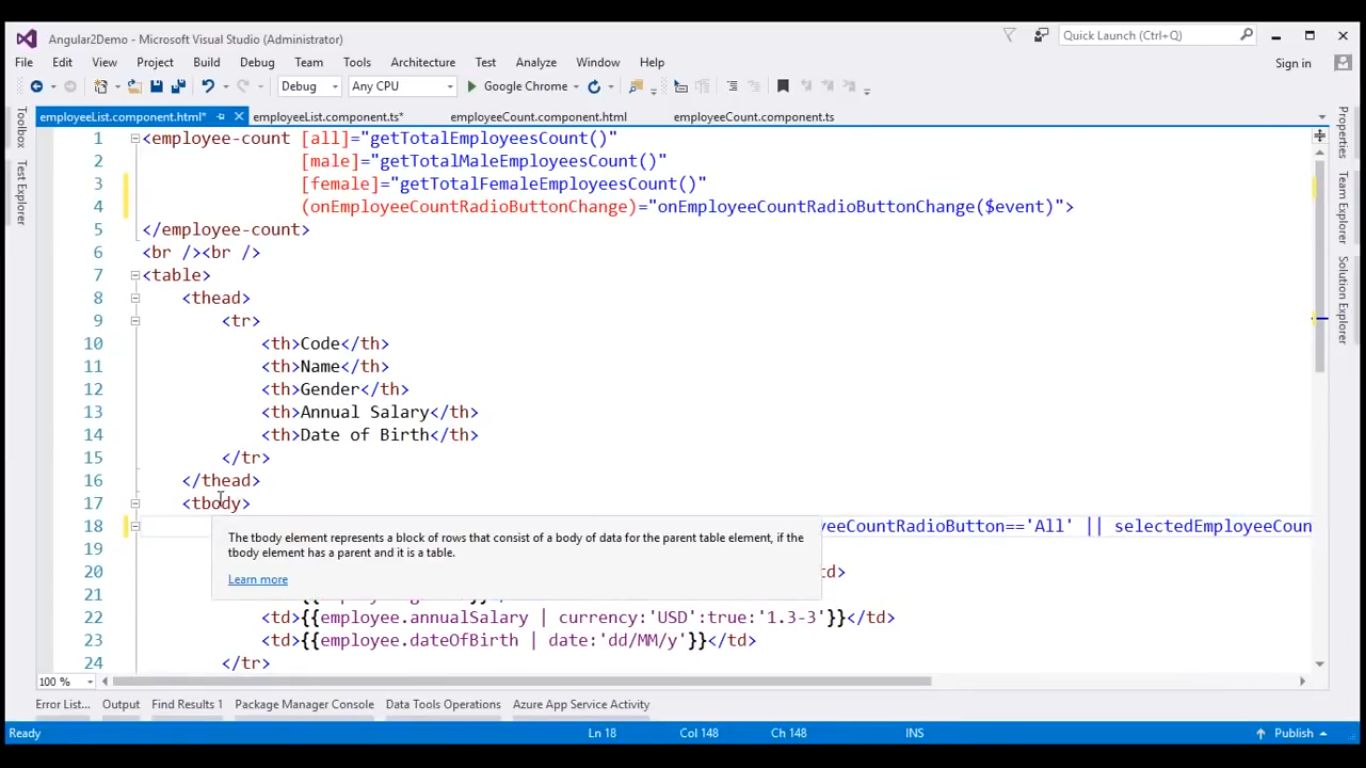 Angular2Demo - Microsoft Visual Studio (Administrator)
Quick Launch (Ctrl+Q)
File Edit View Project Build Debug Team Tools Architecture Test Analyze Window Help
Sign in
Debug Any CPU Google Chrome
employeeList.component.html* employeeList.component.ts* employeeCount.component.html employeeCount.component.ts
Toolbox
Test Explorer
1 <employee-count [all]="getTotalEmployeesCount()"
2 [male]="getTotalMaleEmployeesCount()"
3 [female]="getTotalFemaleEmployeesCount()"
4 (onEmployeeCountRadioButtonChange)="onEmployeeCountRadioButtonChange($event)">
5 </employee-count>
6 <br /><br />
7 <table>
8 <thead>
9 <tr>
10 <th>Code</th>
11 <th>Name</th>
12 <th>Gender</th>
13 <th>Annual Salary</th>
14 <th>Date of Birth</th>
15 </tr>
16 </thead>
17 <tbody>
18 eeCountRadioButton=='All' || selectedEmployeeCoun
The tbody element represents a block of rows that consist of a body of data for the parent table element, if the
tbody element has a parent and it is a table.
Learn more
19
20 td>
21
22 <td>{{employee.annualSalary | currency:'USD':true:'1.3-3'}}</td>
23 <td>{{employee.dateOfBirth | date:'dd/MM/y'}}</td>
24 </tr>
Properties
Team Explorer
Solution Explorer
100 %
Error List... Output Find Results 1 Package Manager Console Data Tools Operations Azure App Service Activity
Ready Ln 18 Col 148 Ch 148 INS Publish